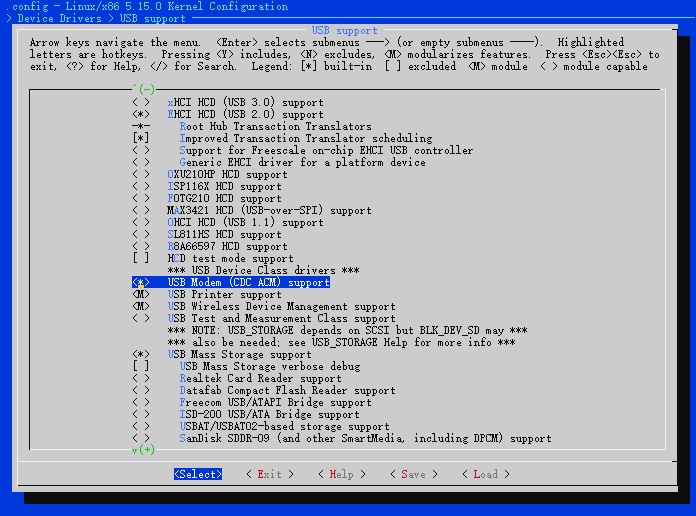 .config - Linux/x86 5.15.0 Kernel Configuration
> Device Drivers > USB support
USB support
Arrow keys navigate the menu.  <Enter> selects submenus ---> (or empty submenus ----).  Highlighted
letters are hotkeys.  Pressing <Y> includes, <N> excludes, <M> modularizes features.  Press <Esc><Esc> to
exit, <?> for Help, </> for Search.  Legend: [*] built-in  [ ] excluded  <M> module  < > module capable
^(-)
< > xHCI HCD (USB 3.0) support
<*> EHCI HCD (USB 2.0) support
-*- Root Hub Transaction Translators
[*] Improved Transaction Translator scheduling
< > Support for Freescale on-chip EHCI USB controller
< > Generic EHCI driver for a platform device
< > OXU210HP HCD support
< > ISP116X HCD support
< > FOTG210 HCD support
< > MAX3421 HCD (USB-over-SPI) support
< > OHCI HCD (USB 1.1) support
< > SL811HS HCD support
< > R8A66597 HCD support
[ ] HCD test mode support
*** USB Device Class drivers ***
<*> USB Modem (CDC ACM) support
<M> USB Printer support
<M> USB Wireless Device Management support
< > USB Test and Measurement Class support
*** NOTE: USB_STORAGE depends on SCSI but BLK_DEV_SD may ***
*** also be needed; see USB_STORAGE Help for more info ***
<*> USB Mass Storage support
[ ] USB Mass Storage verbose debug
< > Realtek Card Reader support
< > Datafab Compact Flash Reader support
< > Freecom USB/ATAPI Bridge support
< > ISD-200 USB/ATA Bridge support
< > USBAT/USBAT02-based storage support
< > SanDisk SDDR-09 (and other SmartMedia, including DPCM) support
v(+)
<Select>    < Exit >    < Help >    < Save >    < Load >